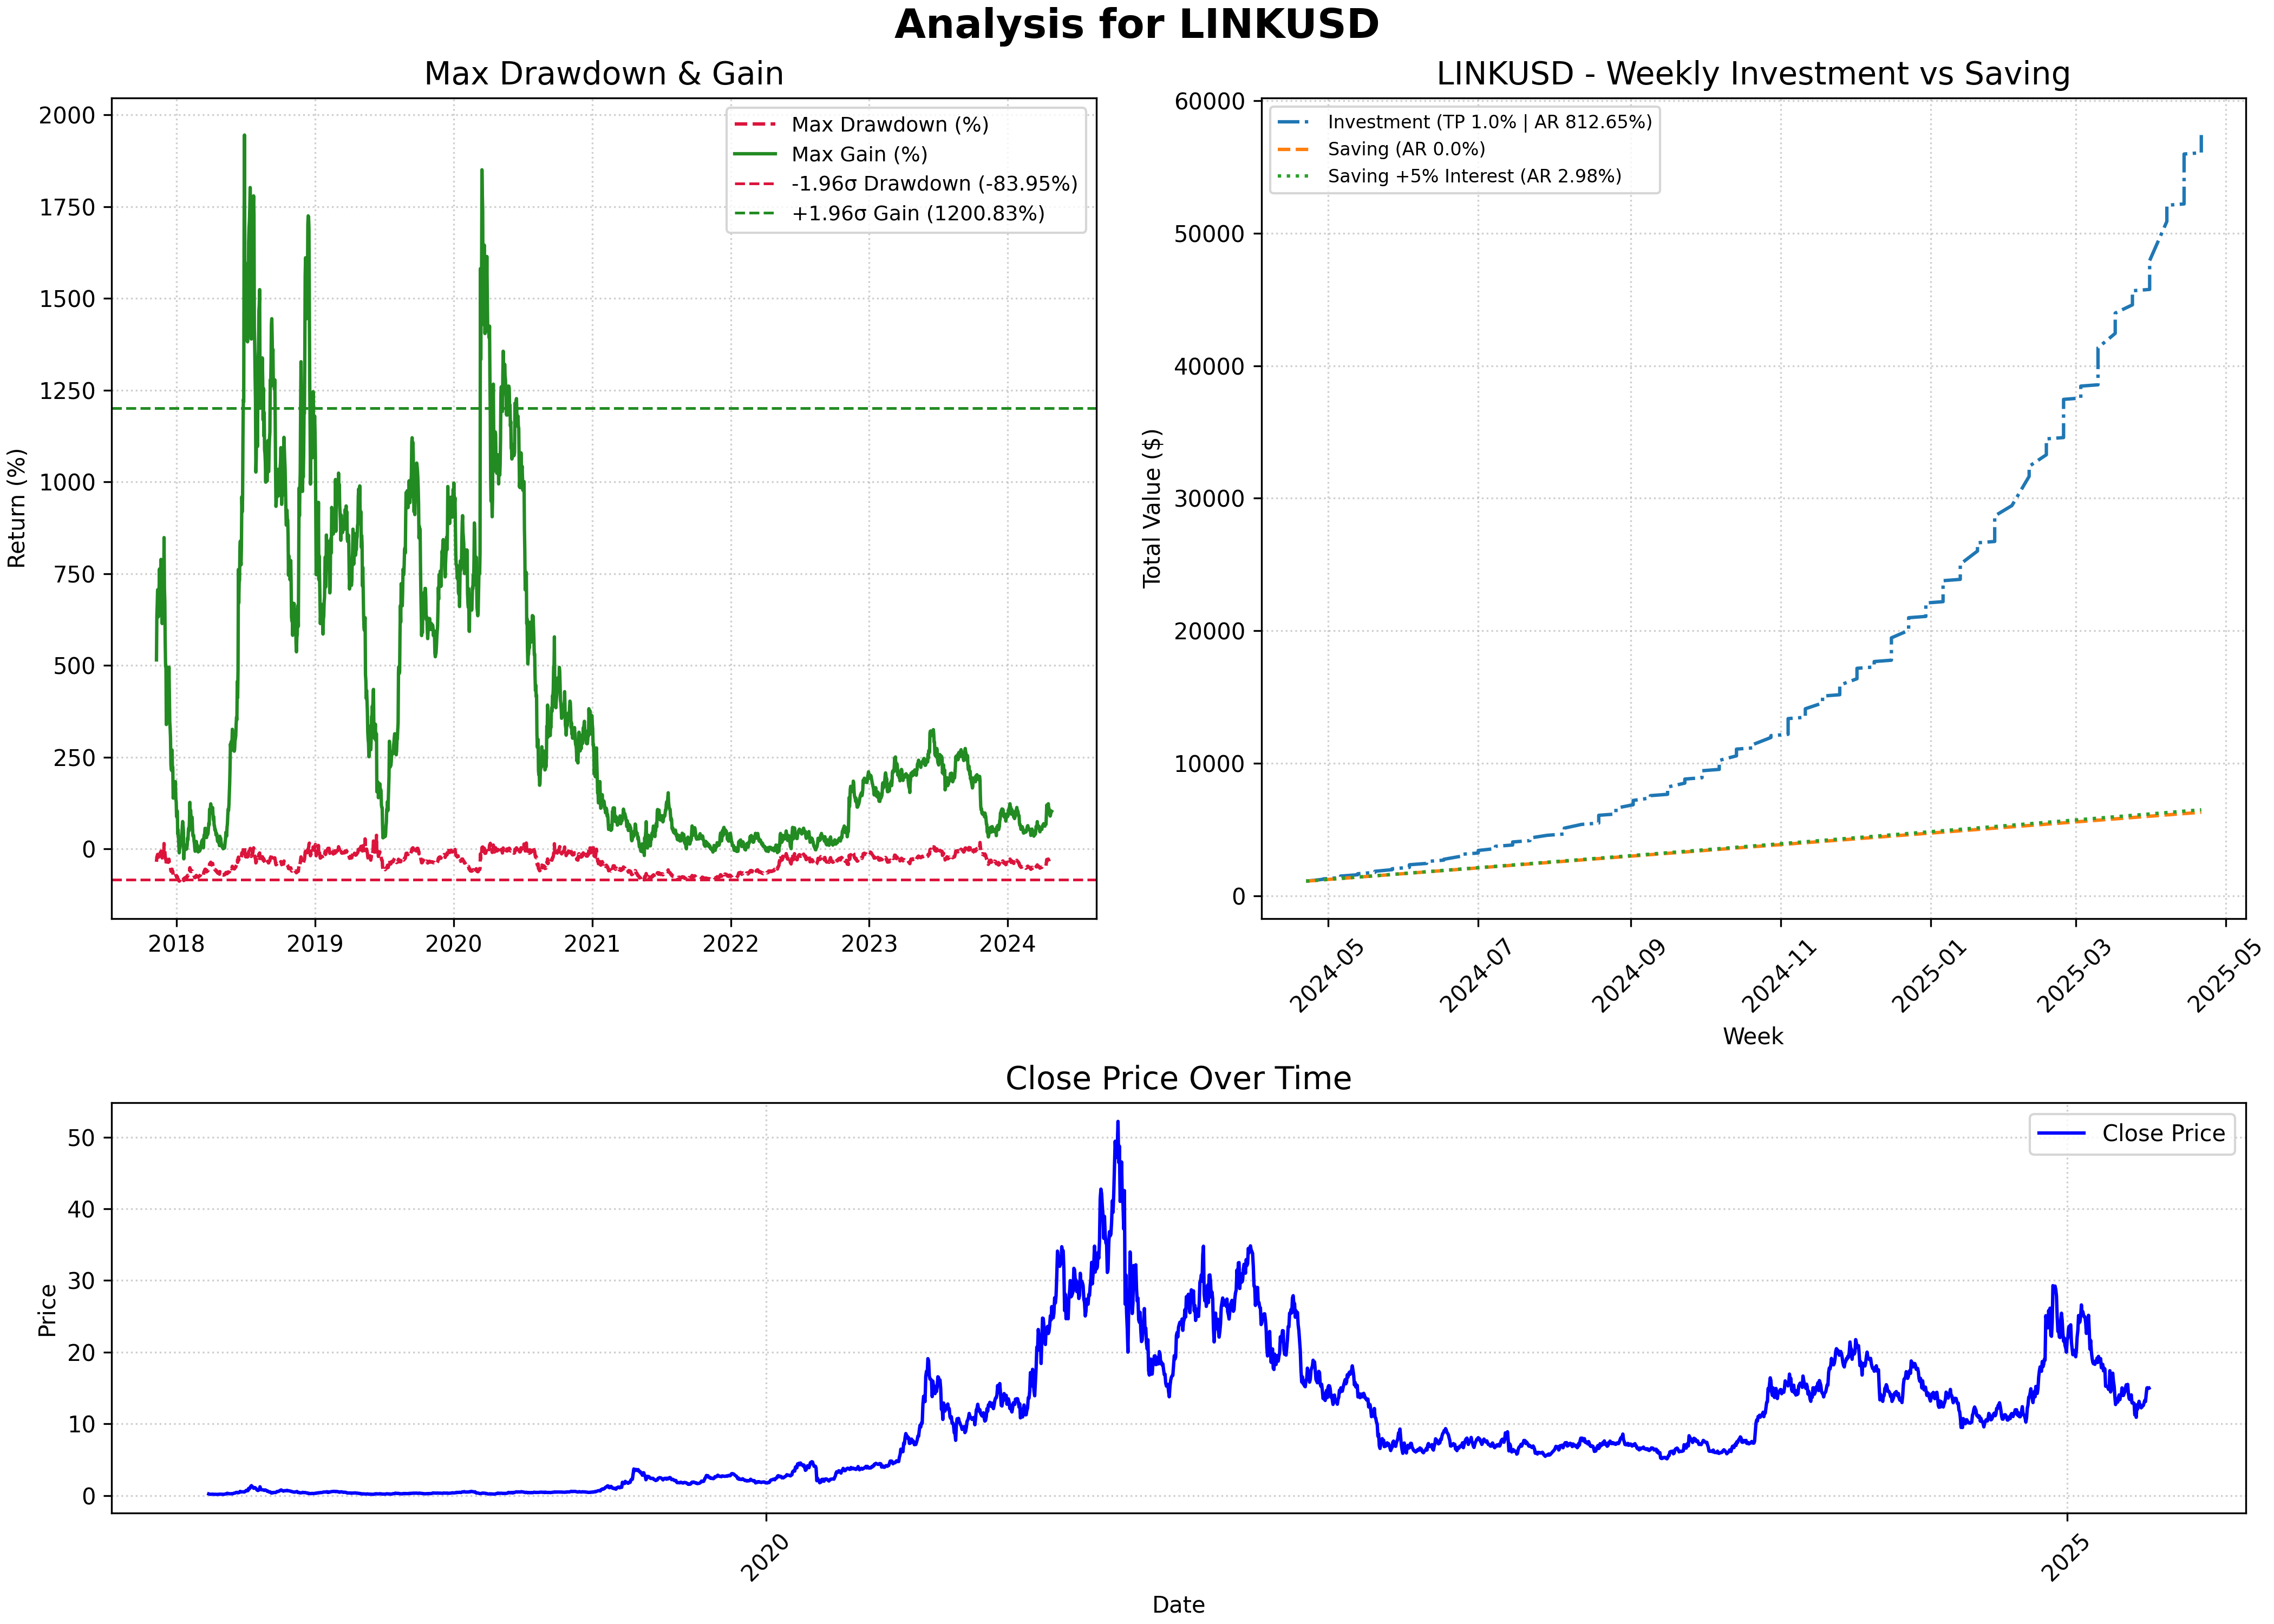 Analysis for LINKUSD
Max Drawdown & Gain
Return (%)
2000
1750
1500
1250
1000
750
500
250
0
Max Drawdown (%)
Max Gain (%)
-1.96σ Drawdown (-83.95%)
+1.96σ Gain (1200.83%)
2018 2019 2020 2021 2022 2023 2024
LINKUSD - Weekly Investment vs Saving
Total Value ($)
60000
50000
40000
30000
20000
10000
0
Investment (TP 1.0% | AR 812.65%)
Saving (AR 0.0%)
Saving +5% Interest (AR 2.98%)
2024-05 2024-07 2024-09 2024-11 2025-01 2025-03 2025-05
Week
Close Price Over Time
Price
50
40
30
20
10
0
Close Price
2020 2025
Date